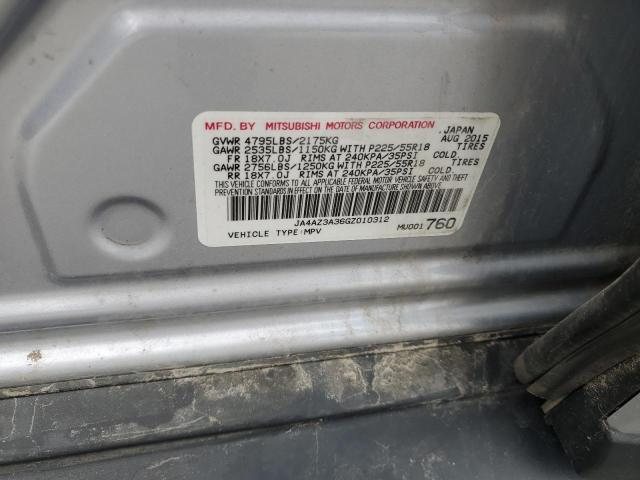 MFD. BY MITSUBISHI MOTORS CORPORATION ,JAPAN
GVWR 4795LBS/2175KG AUG 2015
GAWR 2535LBS/1150KG WITH P225/55R18 TIRES
FR 18X7.0J RIMS AT 240KPA/35PSI COLD
GAWR 2756LBS/1250KG WITH P225/55R18 TIRES
RR 18X7.0J RIMS AT 240KPA/35PSI COLD
THIS VEHICLE CONFORMS TO ALL APPLICABLE FEDERAL MOTOR VEHICLE SAFETY AND THEFT
PREVENTION STANDARDS IN EFFECT ON THE DATE OF MANUFACTURE SHOWN ABOVE.
JA4AZ3A36GZ010312
VEHICLE TYPE:MPV MU001760